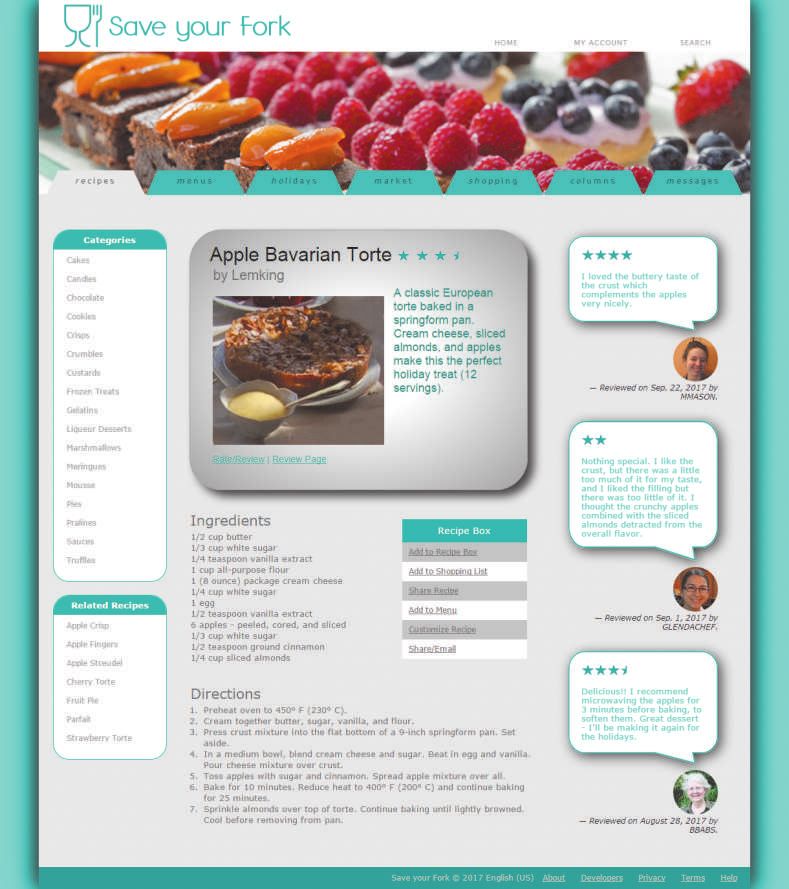 Save your Fork
HOME
MY ACCOUNT
SEARCH
recipes
menus
holidays
market
shopping
columns
messages
Categories
Cakes
Candies
Chocolate
Cookies
Crisps
Crumbles
Custards
Frozen Treats
Gelatins
Liqueur Desserts
Marshmallows
Meringues
Mousse
Pies
Pralines
Sauces
Truffles
Related Recipes
Apple Crisp
Apple Fingers
Apple Streudel
Cherry Torte
Fruit Pie
Parfait
Strawberry Torte
Apple Bavarian Torte
by Lemking
A classic European
torte baked in a
springform pan.
Cream cheese, sliced
almonds, and apples
make this the perfect
holiday treat (12
servings).
Rate/Review | Review Page
Ingredients
1/2 cup butter
1/3 cup white sugar
1/4 teaspoon vanilla extract
1 cup all-purpose flour
1 (8 ounce) package cream cheese
1/4 cup white sugar
1 egg
1/2 teaspoon vanilla extract
6 apples - peeled, cored, and sliced
1/3 cup white sugar
1/2 teaspoon ground cinnamon
1/4 cup sliced almonds
Recipe Box
Add to Recipe Box
Add to Shopping List
Share Recipe
Add to Menu
Customize Recipe
Share/Email
Directions
1. Preheat oven to 450° F (230° C).
2. Cream together butter, sugar, vanilla, and flour.
3. Press crust mixture into the flat bottom of a 9-inch springform pan. Set
aside.
4. In a medium bowl, blend cream cheese and sugar. Beat in egg and vanilla.
Pour cheese mixture over crust.
5. Toss apples with sugar and cinnamon. Spread apple mixture over all.
6. Bake for 10 minutes. Reduce heat to 400° F (200° C) and continue baking
for 25 minutes.
7. Sprinkle almonds over top of torte. Continue baking until lightly browned.
Cool before removing from pan.
I loved the buttery taste of
the crust which
complements the apples
very nicely.
— Reviewed on Sep. 22, 2017 by
MMASON.
Nothing special. I like the
crust, but there was a little
too much of it for my taste,
and I liked the filling but
there was too little of it. I
thought the crunchy apples
combined with the sliced
almonds detracted from the
overall flavor.
— Reviewed on Sep. 1, 2017 by
GLENDACHEF.
Delicious!! I recommend
microwaving the apples for
3 minutes before baking, to
soften them. Great dessert
- I'll be making it again for
the holidays.
— Reviewed on August 28, 2017 by
BBABS.
Save your Fork © 2017 English (US) About Developers Privacy Terms Help